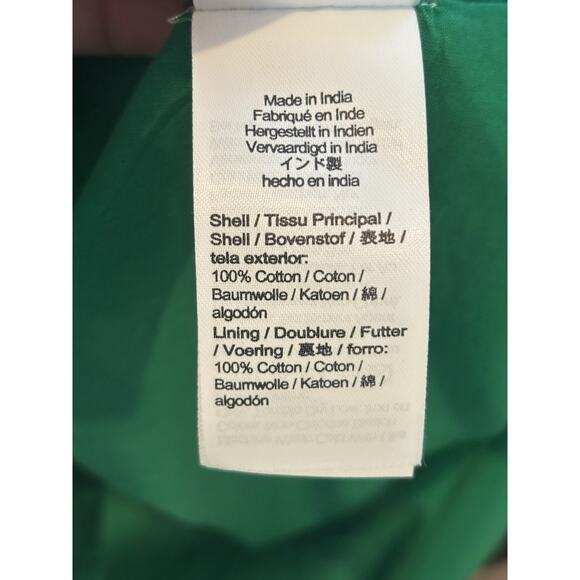 Made in India
Fabriqué en Inde
Hergestellt in Indien
Vervaardigd in India
インド製
hecho en india
Shell / Tissu Principal /
Shell / Bovenstof / 表地 /
tela exterior:
100% Cotton / Coton /
Baumwolle / Katoen / 綿 /
algodón
Lining / Doublure / Futter
/ Voering / 裏地 / forro:
100% Cotton / Coton /
Baumwolle / Katoen / 綿 /
algodón